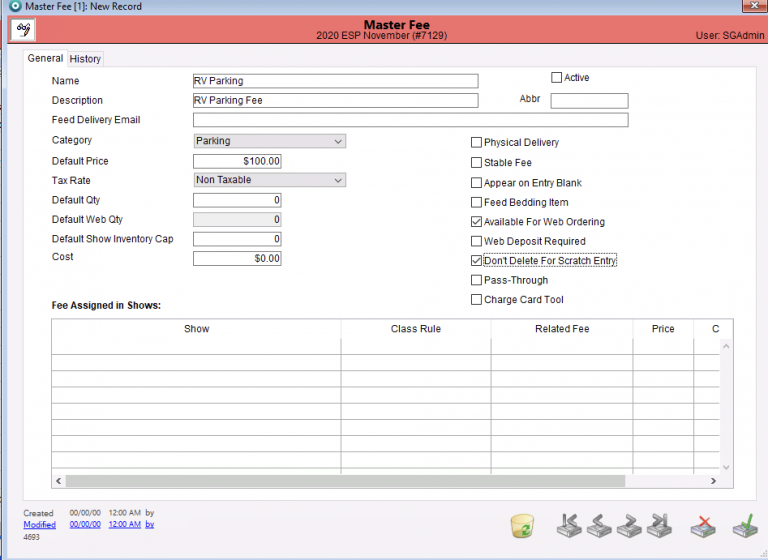 Master Fee [1]: New Record
Master Fee
2020 ESP November (#7129)
User: SGAdmin
General History
Name RV Parking Active
Description RV Parking Fee Abbr
Feed Delivery Email
Category Parking Physical Delivery
Default Price $100.00 Stable Fee
Tax Rate Non Taxable Appear on Entry Blank
Default Qty 0 Feed Bedding Item
Default Web Qty 0 Available For Web Ordering
Default Show Inventory Cap 0 Web Deposit Required
Cost $0.00 Don't Delete For Scratch Entry
Pass-Through
Charge Card Tool
Fee Assigned in Shows:
Show Class Rule Related Fee Price C
Created 00/00/00 12:00 AM by
Modified 00/00/00 12:00 AM by
4693